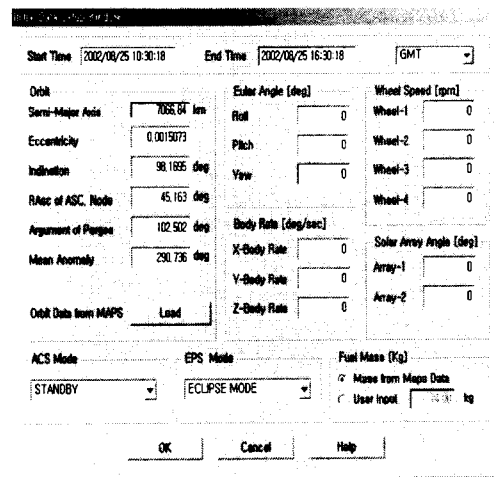 Start Time 2002/08/25 10:30:18 End Time 2002/08/25 16:30:18 GMT
Orbit
Semi-Major Axis 7066.64 km
Eccentricity 0.0015073
Inclination 98.1695 deg
RAsc of ASC. Node 45.163 deg
Argument of Perigee 102.502 deg
Mean Anomaly 290.736 deg
Orbit Data from MAPS Load
Euler Angle [deg]
Roll 0
Pitch 0
Yaw 0
Body Rate [deg/sec]
X-Body Rate 0
Y-Body Rate 0
Z-Body Rate 0
Wheel Speed [rpm]
Wheel-1 0
Wheel-2 0
Wheel-3 0
Wheel-4 0
Solar Array Angle [deg]
Array-1 0
Array-2 0
ACS Mode
STANDBY
EPS Mode
ECLIPSE MODE
Fuel Mass [Kg]
Mass from Maps Data
User Input kg
OK Cancel Help